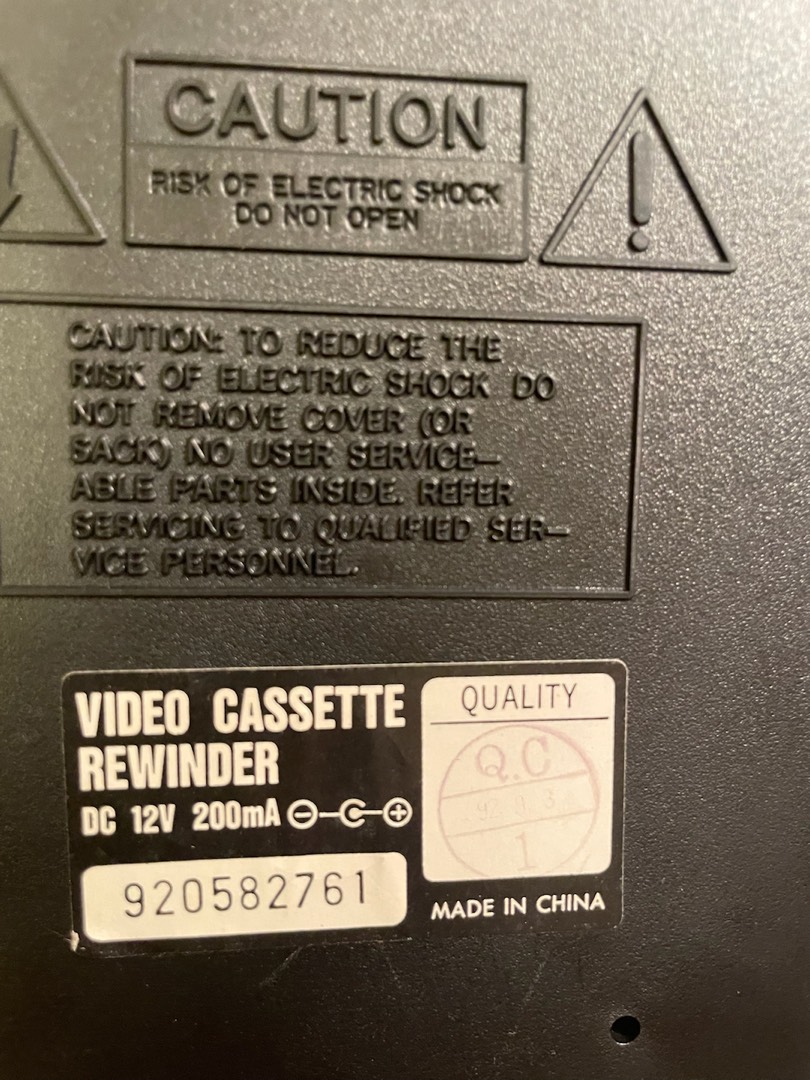 CAUTION
RISK OF ELECTRIC SHOCK
DO NOT OPEN
CAUTION: TO REDUCE THE
RISK OF ELECTRIC SHOCK DO
NOT REMOVE COVER (OR
SACK) NO USER SERVICE–
ABLE PARTS INSIDE. REFER
SERVICING TO QUALIFIED SER–
VICE PERSONNEL.
VIDEO CASSETTE
REWINDER
DC 12V 200mA
920582761
QUALITY
Q.C
1
MADE IN CHINA